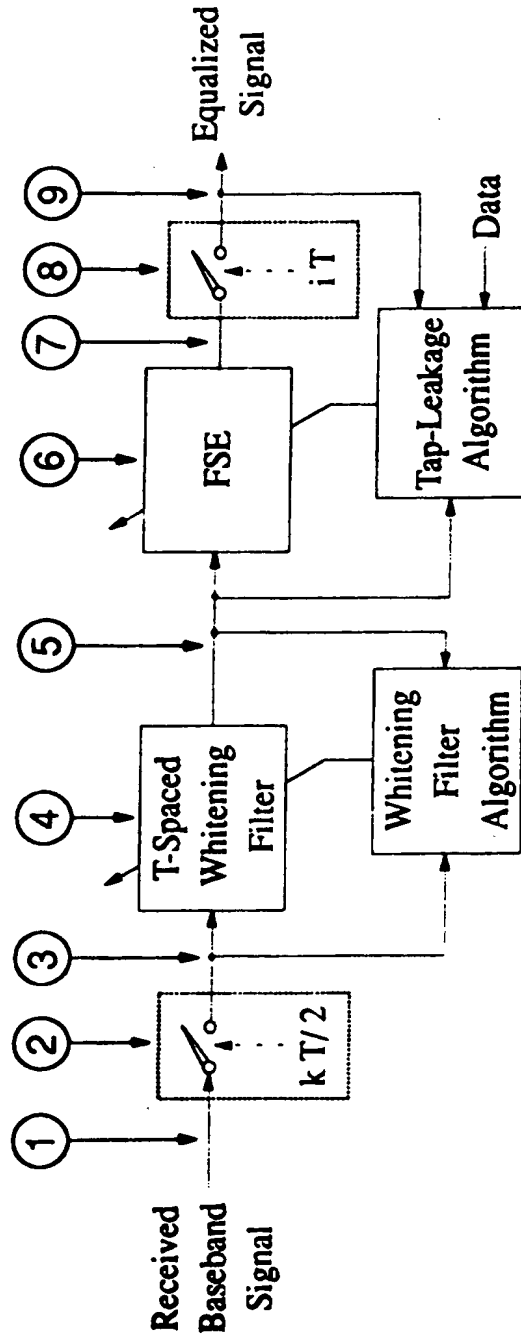 1
2
3
4
5
6
7
8
9
Received
Baseband
Signal
k T/2
T-Spaced
Whitening
Filter
Whitening
Filter
Algorithm
FSE
i T
Equalized
Signal
Tap-Leakage
Algorithm
Data